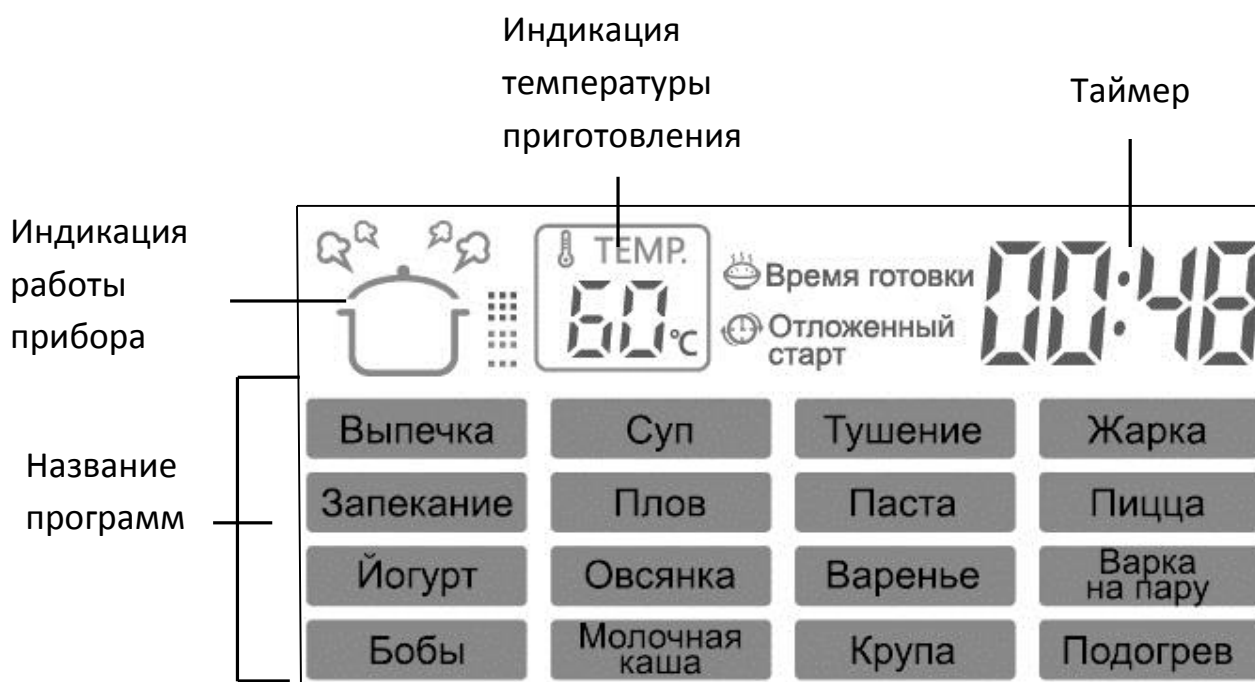 Индикация
температуры
приготовления
Таймер
Индикация
работы
прибора
TEMP.
60°C
Время готовки
Отложенный
старт
00:48
Название
программ
Выпечка
Суп
Тушение
Жарка
Запекание
Плов
Паста
Пицца
Йогурт
Овсянка
Варенье
Варка
на пару
Бобы
Молочная
каша
Крупа
Подогрев